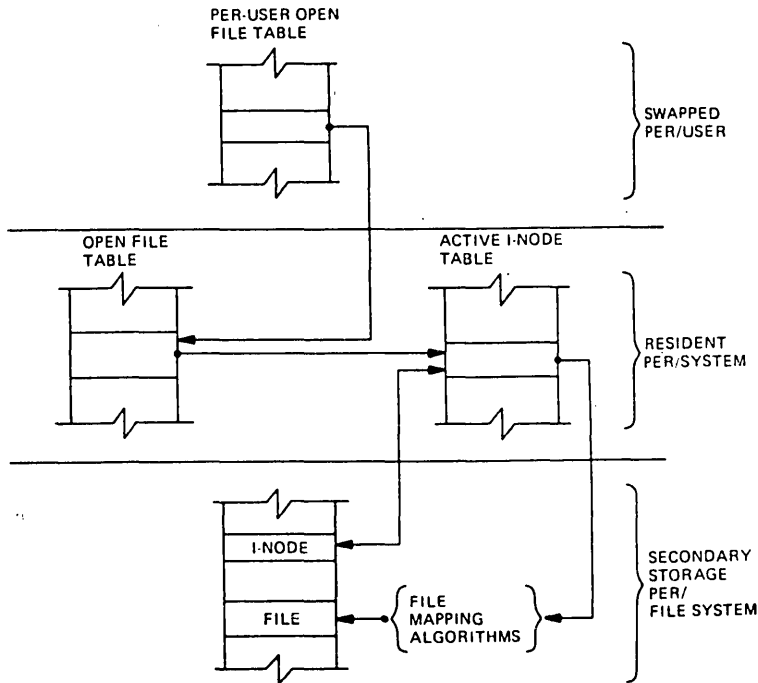 PER-USER OPEN
FILE TABLE
SWAPPED
PER/USER
OPEN FILE
TABLE
ACTIVE I-NODE
TABLE
RESIDENT
PER/SYSTEM
I-NODE
FILE
FILE
MAPPING
ALGORITHMS
SECONDARY
STORAGE
PER/
FILE SYSTEM